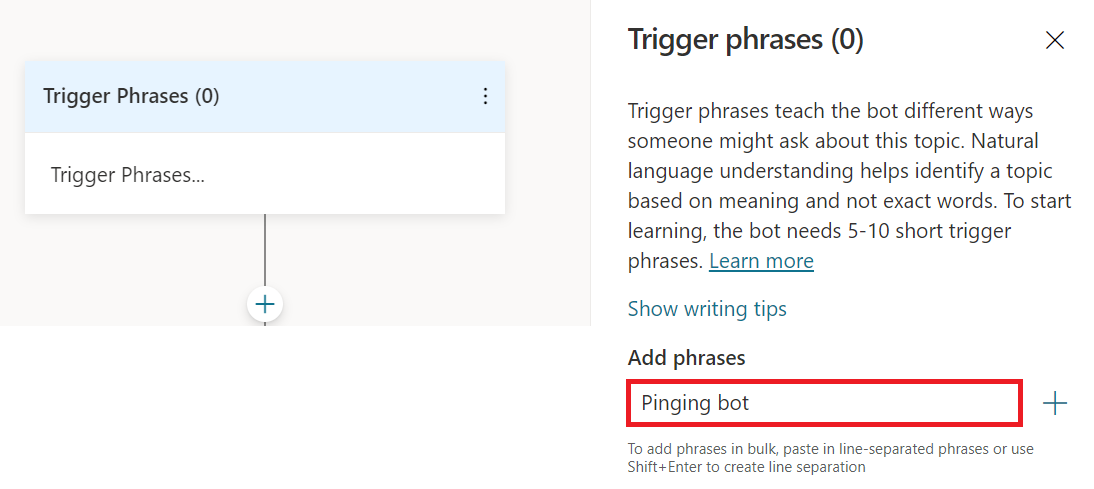 Trigger Phrases (0)
Trigger Phrases...
Trigger phrases (0)
Trigger phrases teach the bot different ways
someone might ask about this topic. Natural
language understanding helps identify a topic
based on meaning and not exact words. To start
learning, the bot needs 5-10 short trigger
phrases. Learn more
Show writing tips
Add phrases
Pinging bot
To add phrases in bulk, paste in line-separated phrases or use
Shift+Enter to create line separation